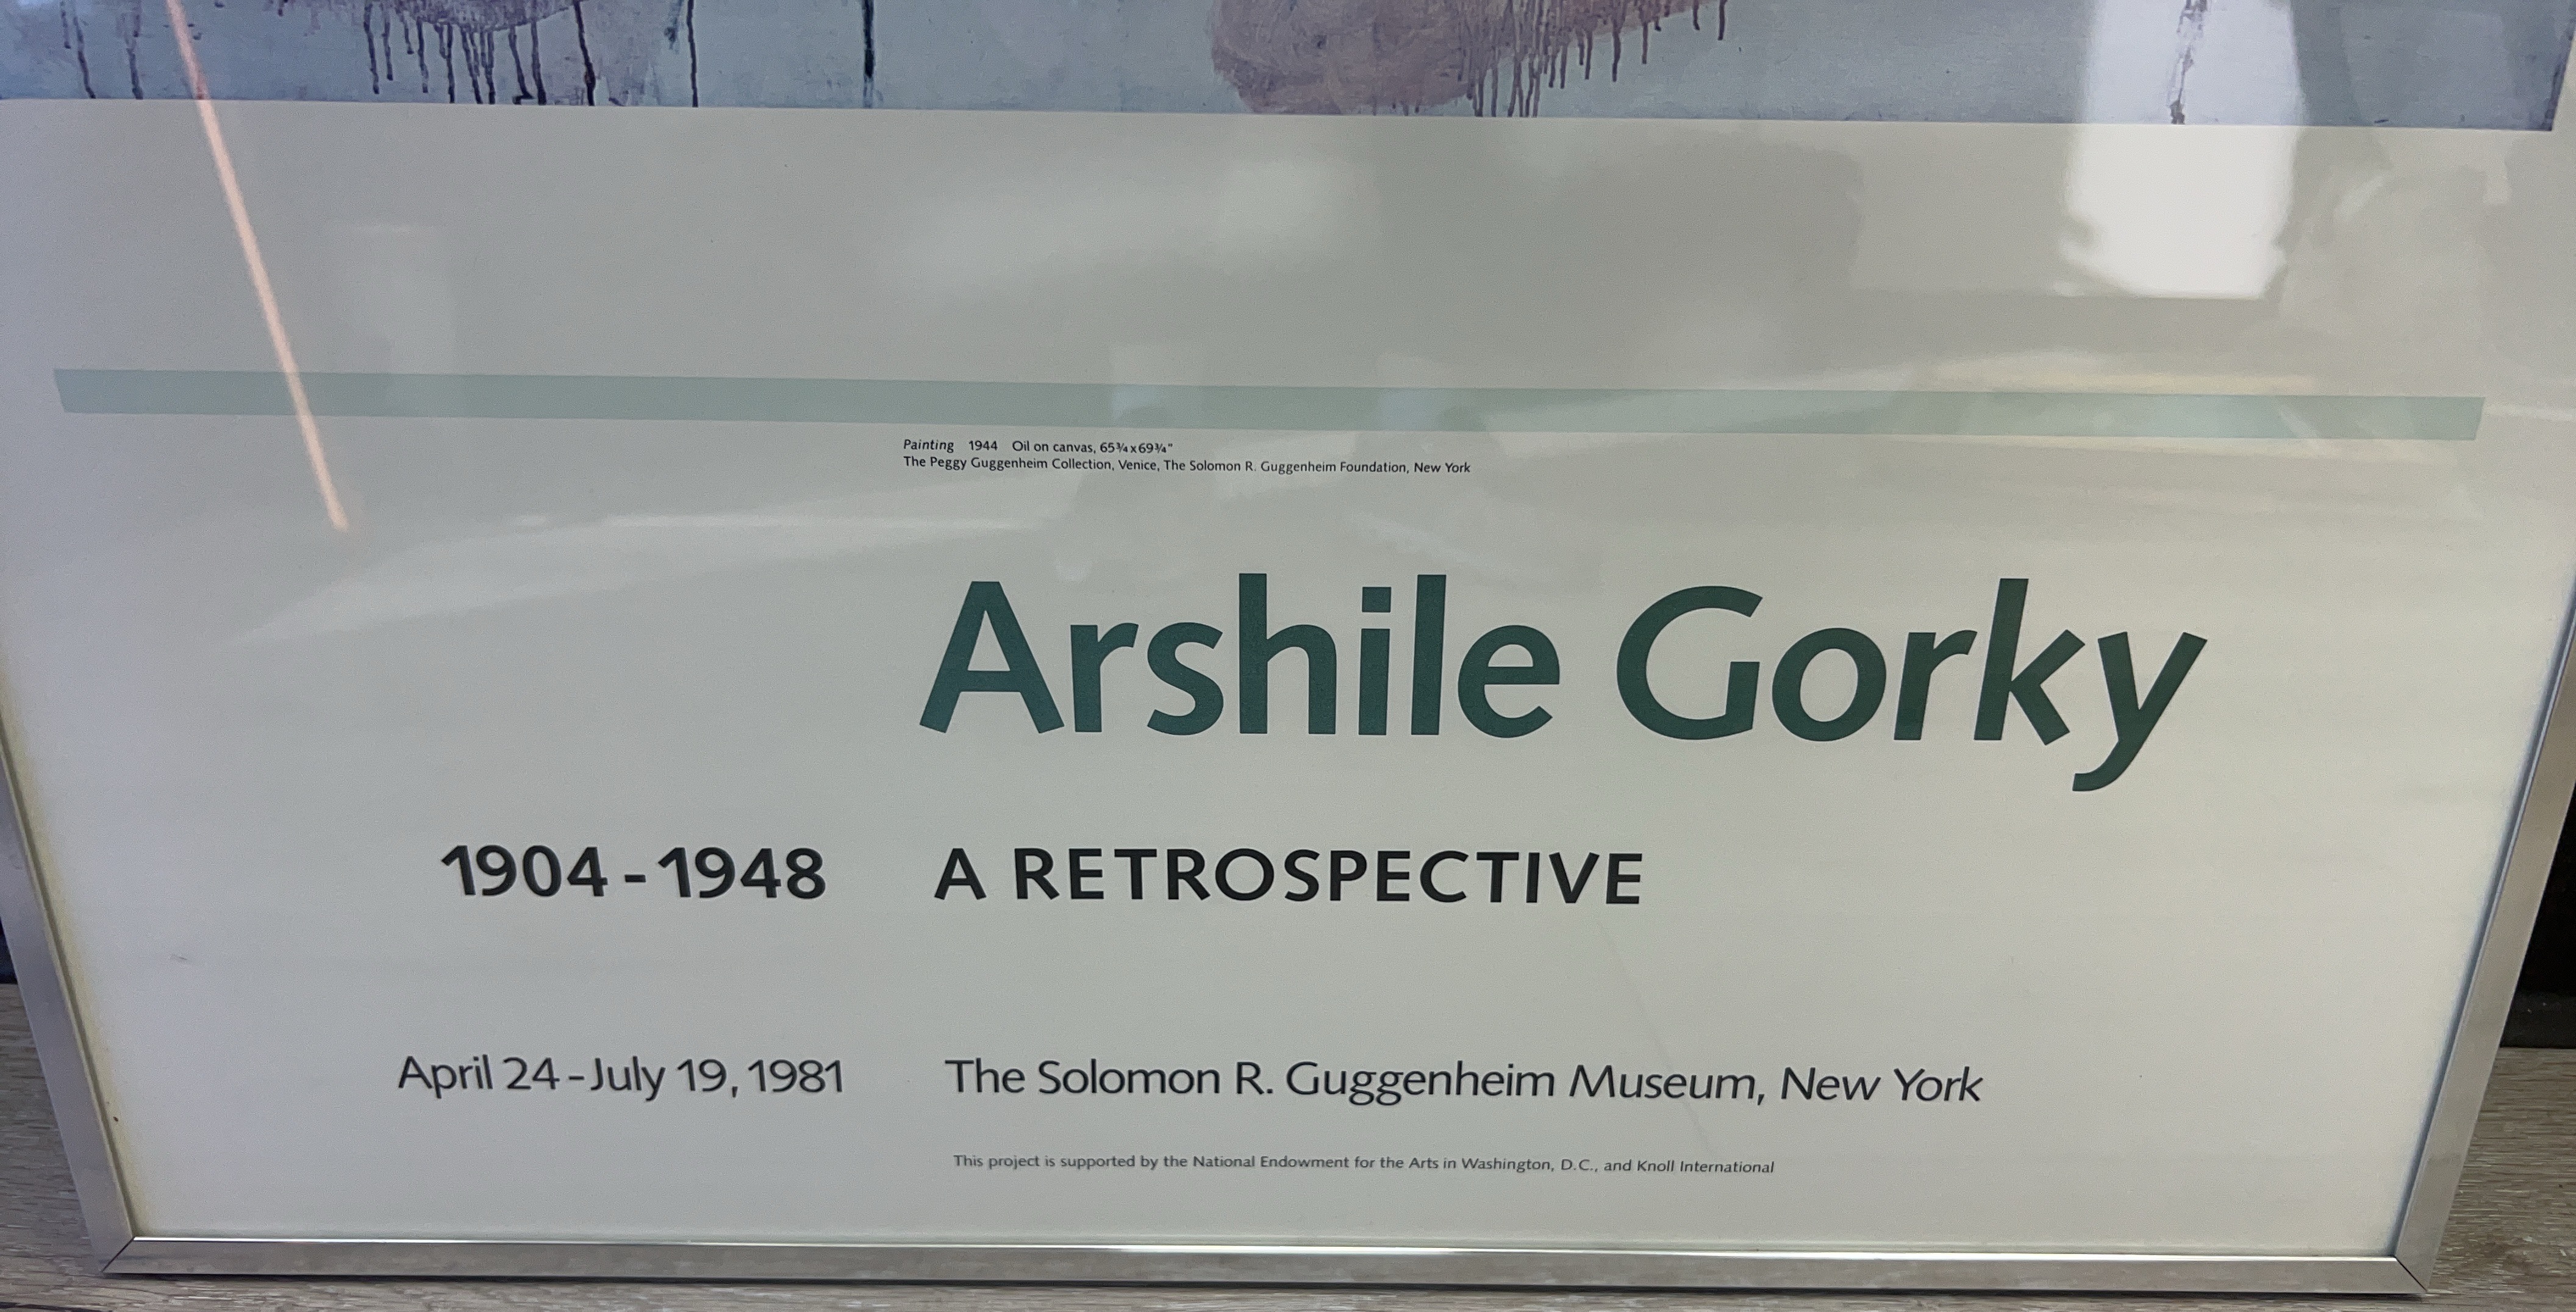 Painting 1944 Oil on canvas, 65¾ x 69¾"
The Peggy Guggenheim Collection, Venice, The Solomon R. Guggenheim Foundation, New York
Arshile Gorky
1904-1948 A RETROSPECTIVE
April 24-July 19, 1981 The Solomon R. Guggenheim Museum, New York
This project is supported by the National Endowment for the Arts in Washington, D.C., and Knoll International